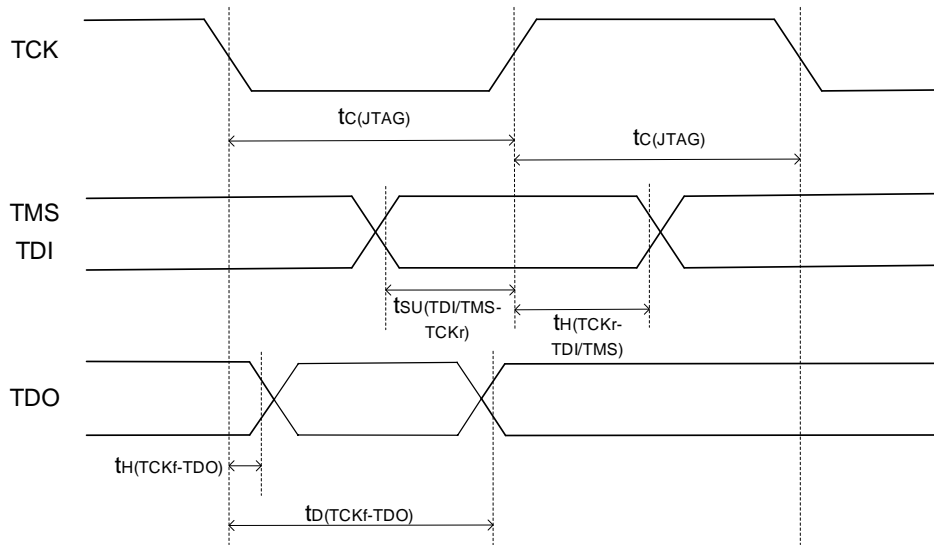 TCK
tC(JTAG)
tC(JTAG)
TMS
TDI
tSU(TDI/TMS-
TCKr)
tH(TCKr-
TDI/TMS)
TDO
tH(TCKf-TDO)
tD(TCKf-TDO)